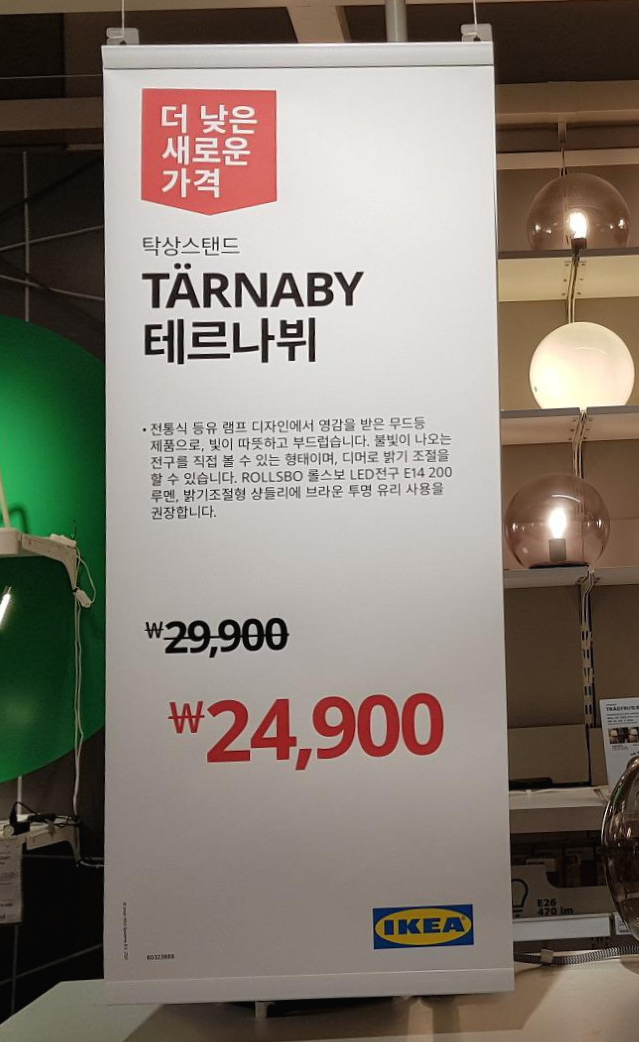 더 낮은
새로운
가격
탁상스탠드
TÄRNABY
테르나뷔
• 전통식 등유 램프 디자인에서 영감을 받은 무드등
제품으로, 빛이 따뜻하고 부드럽습니다. 불빛이 나오는
전구를 직접 볼 수 있는 형태이며, 디머로 밝기 조절을
할 수 있습니다. ROLLSBO 롤스보 LED전구 E14 200
루멘, 밝기조절형 샹들리에 브라운 투명 유리 사용을
권장합니다.
₩29,900
₩24,900
IKEA
E26
470 lm